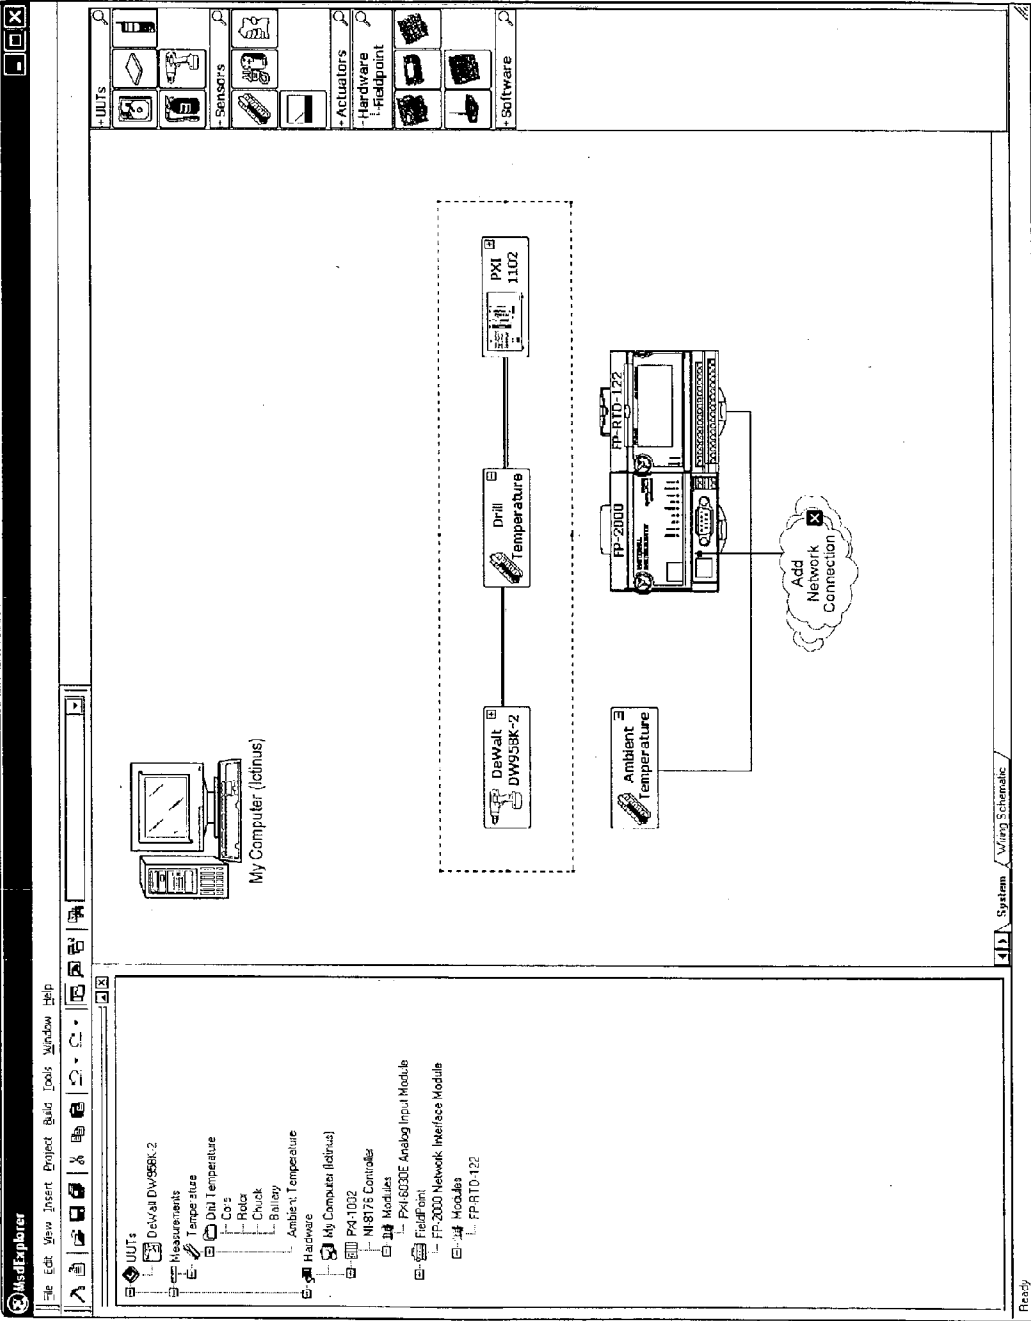 MsdExplorer
File Edit View Insert Project Build Tools Window Help
UUTs
DeWalt DW958K-2
Measurements
Temperature
Drill Temperature
Core
Rotor
Chuck
Battery
Ambient Temperature
Hardware
My Computer (Ictinus)
PXI-1002
NI-8176 Controller
Modules
PXI-6030E Analog Input Module
FieldPoint
FP-2000 Network Interface Module
Modules
FP-RTD-122
My Computer (Ictinus)
DeWalt
DW958K-2
Drill
Temperature
PXI
1102
Ambient
Temperature
FP-2000
FP-RTD-122
Add
Network
Connection
System
Wiring Schematic
+ UUTs
- Sensors
+ Actuators
- Hardware
Fieldpoint
+ Software
Ready